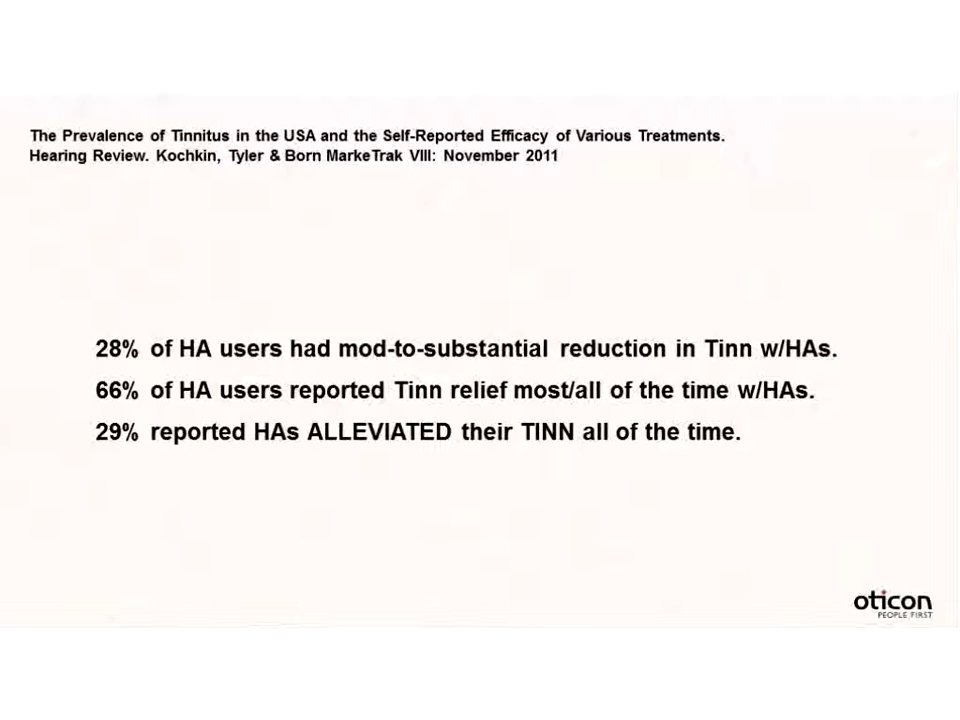 The Prevalence of Tinnitus in the USA and the Self-Reported Efficacy of Various Treatments.
Hearing Review. Kochkin, Tyler & Born MarkeTrak VIII: November 2011
28% of HA users had mod-to-substantial reduction in Tinn w/HAs.
66% of HA users reported Tinn relief most/all of the time w/HAs.
29% reported HAs ALLEVIATED their TINN all of the time.
oticon
PEOPLE FIRST